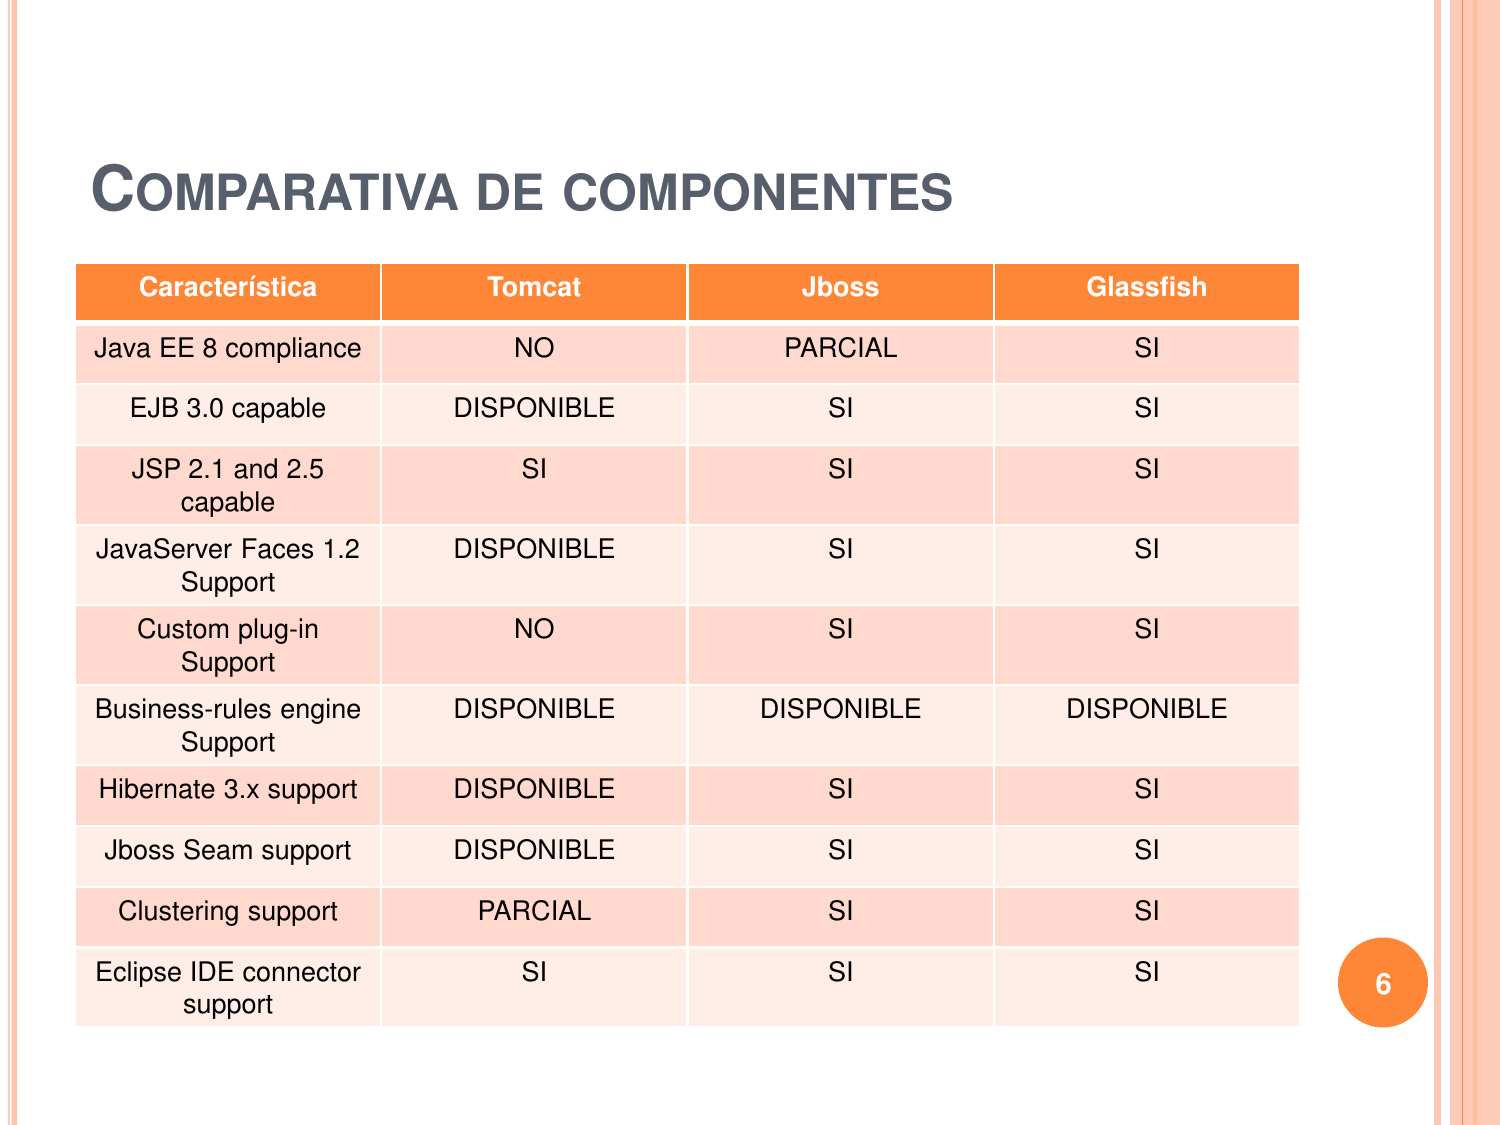 COMPARATIVA DE COMPONENTES
Característica Tomcat Jboss Glassfish
Java EE 8 compliance NO PARCIAL SI
EJB 3.0 capable DISPONIBLE SI SI
JSP 2.1 and 2.5 SI SI SI
capable
JavaServer Faces 1.2 DISPONIBLE SI SI
Support
Custom plug-in NO SI SI
Support
Business-rules engine DISPONIBLE DISPONIBLE DISPONIBLE
Support
Hibernate 3.x support DISPONIBLE SI SI
Jboss Seam support DISPONIBLE SI SI
Clustering support PARCIAL SI SI
Eclipse IDE connector SI SI SI
support
6